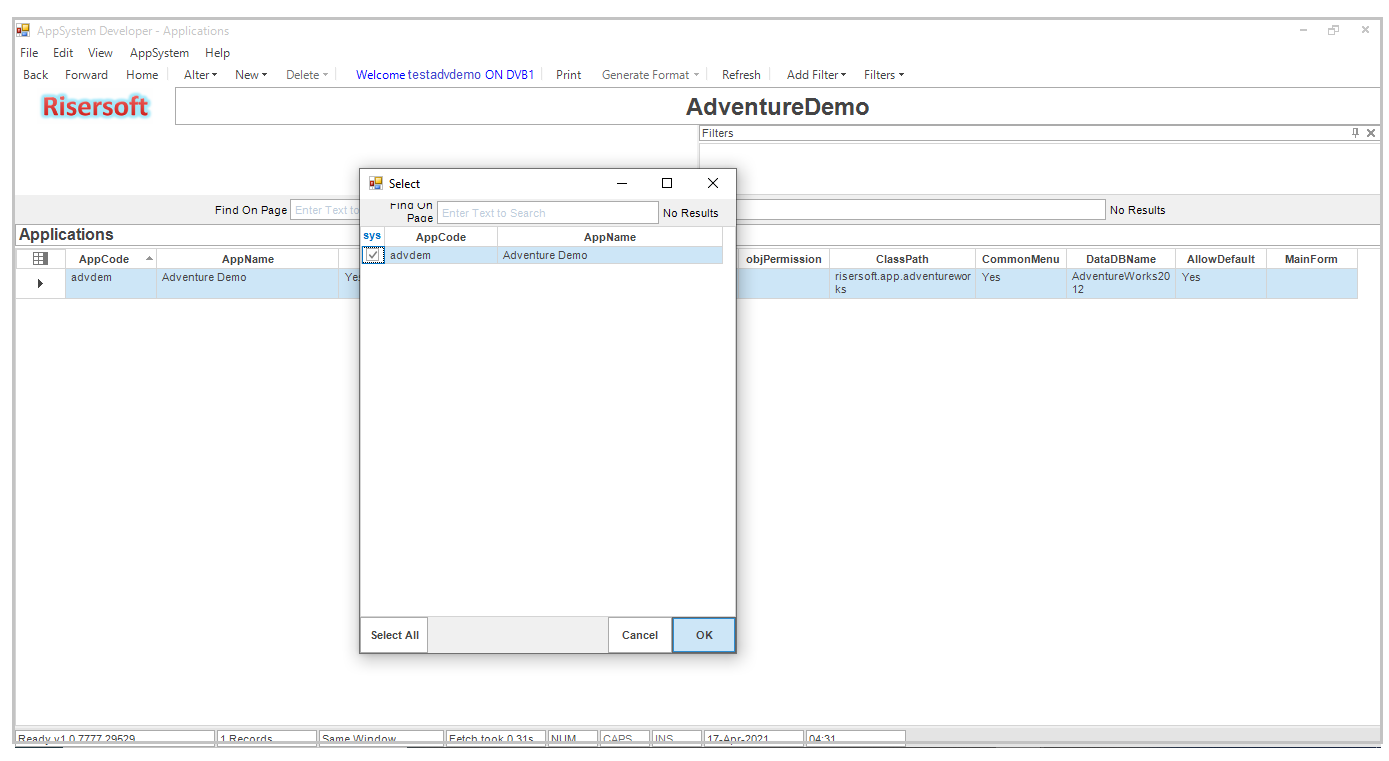 AppSystem Developer - Applications
File Edit View AppSystem Help
Back Forward Home Alter New Delete Welcome testadvdemo ON DVB1 Print Generate Format Refresh Add Filter Filters
Risersoft
AdventureDemo
Filters
Find On Page Enter Text to
No Results
Applications
AppCode AppName objPermission ClassPath CommonMenu DataDBName AllowDefault MainForm
advdem Adventure Demo Yes risersoft.app.adventurewor Yes AdventureWorks20 Yes
ks 12
Select
Find On
Page Enter Text to Search No Results
sys AppCode AppName
advdem Adventure Demo
Select All Cancel OK
Ready v1.0.7777.29529 1 Records Same Window Fetch took 0.31s NUM CAPS INS 17-Apr-2021 04:31